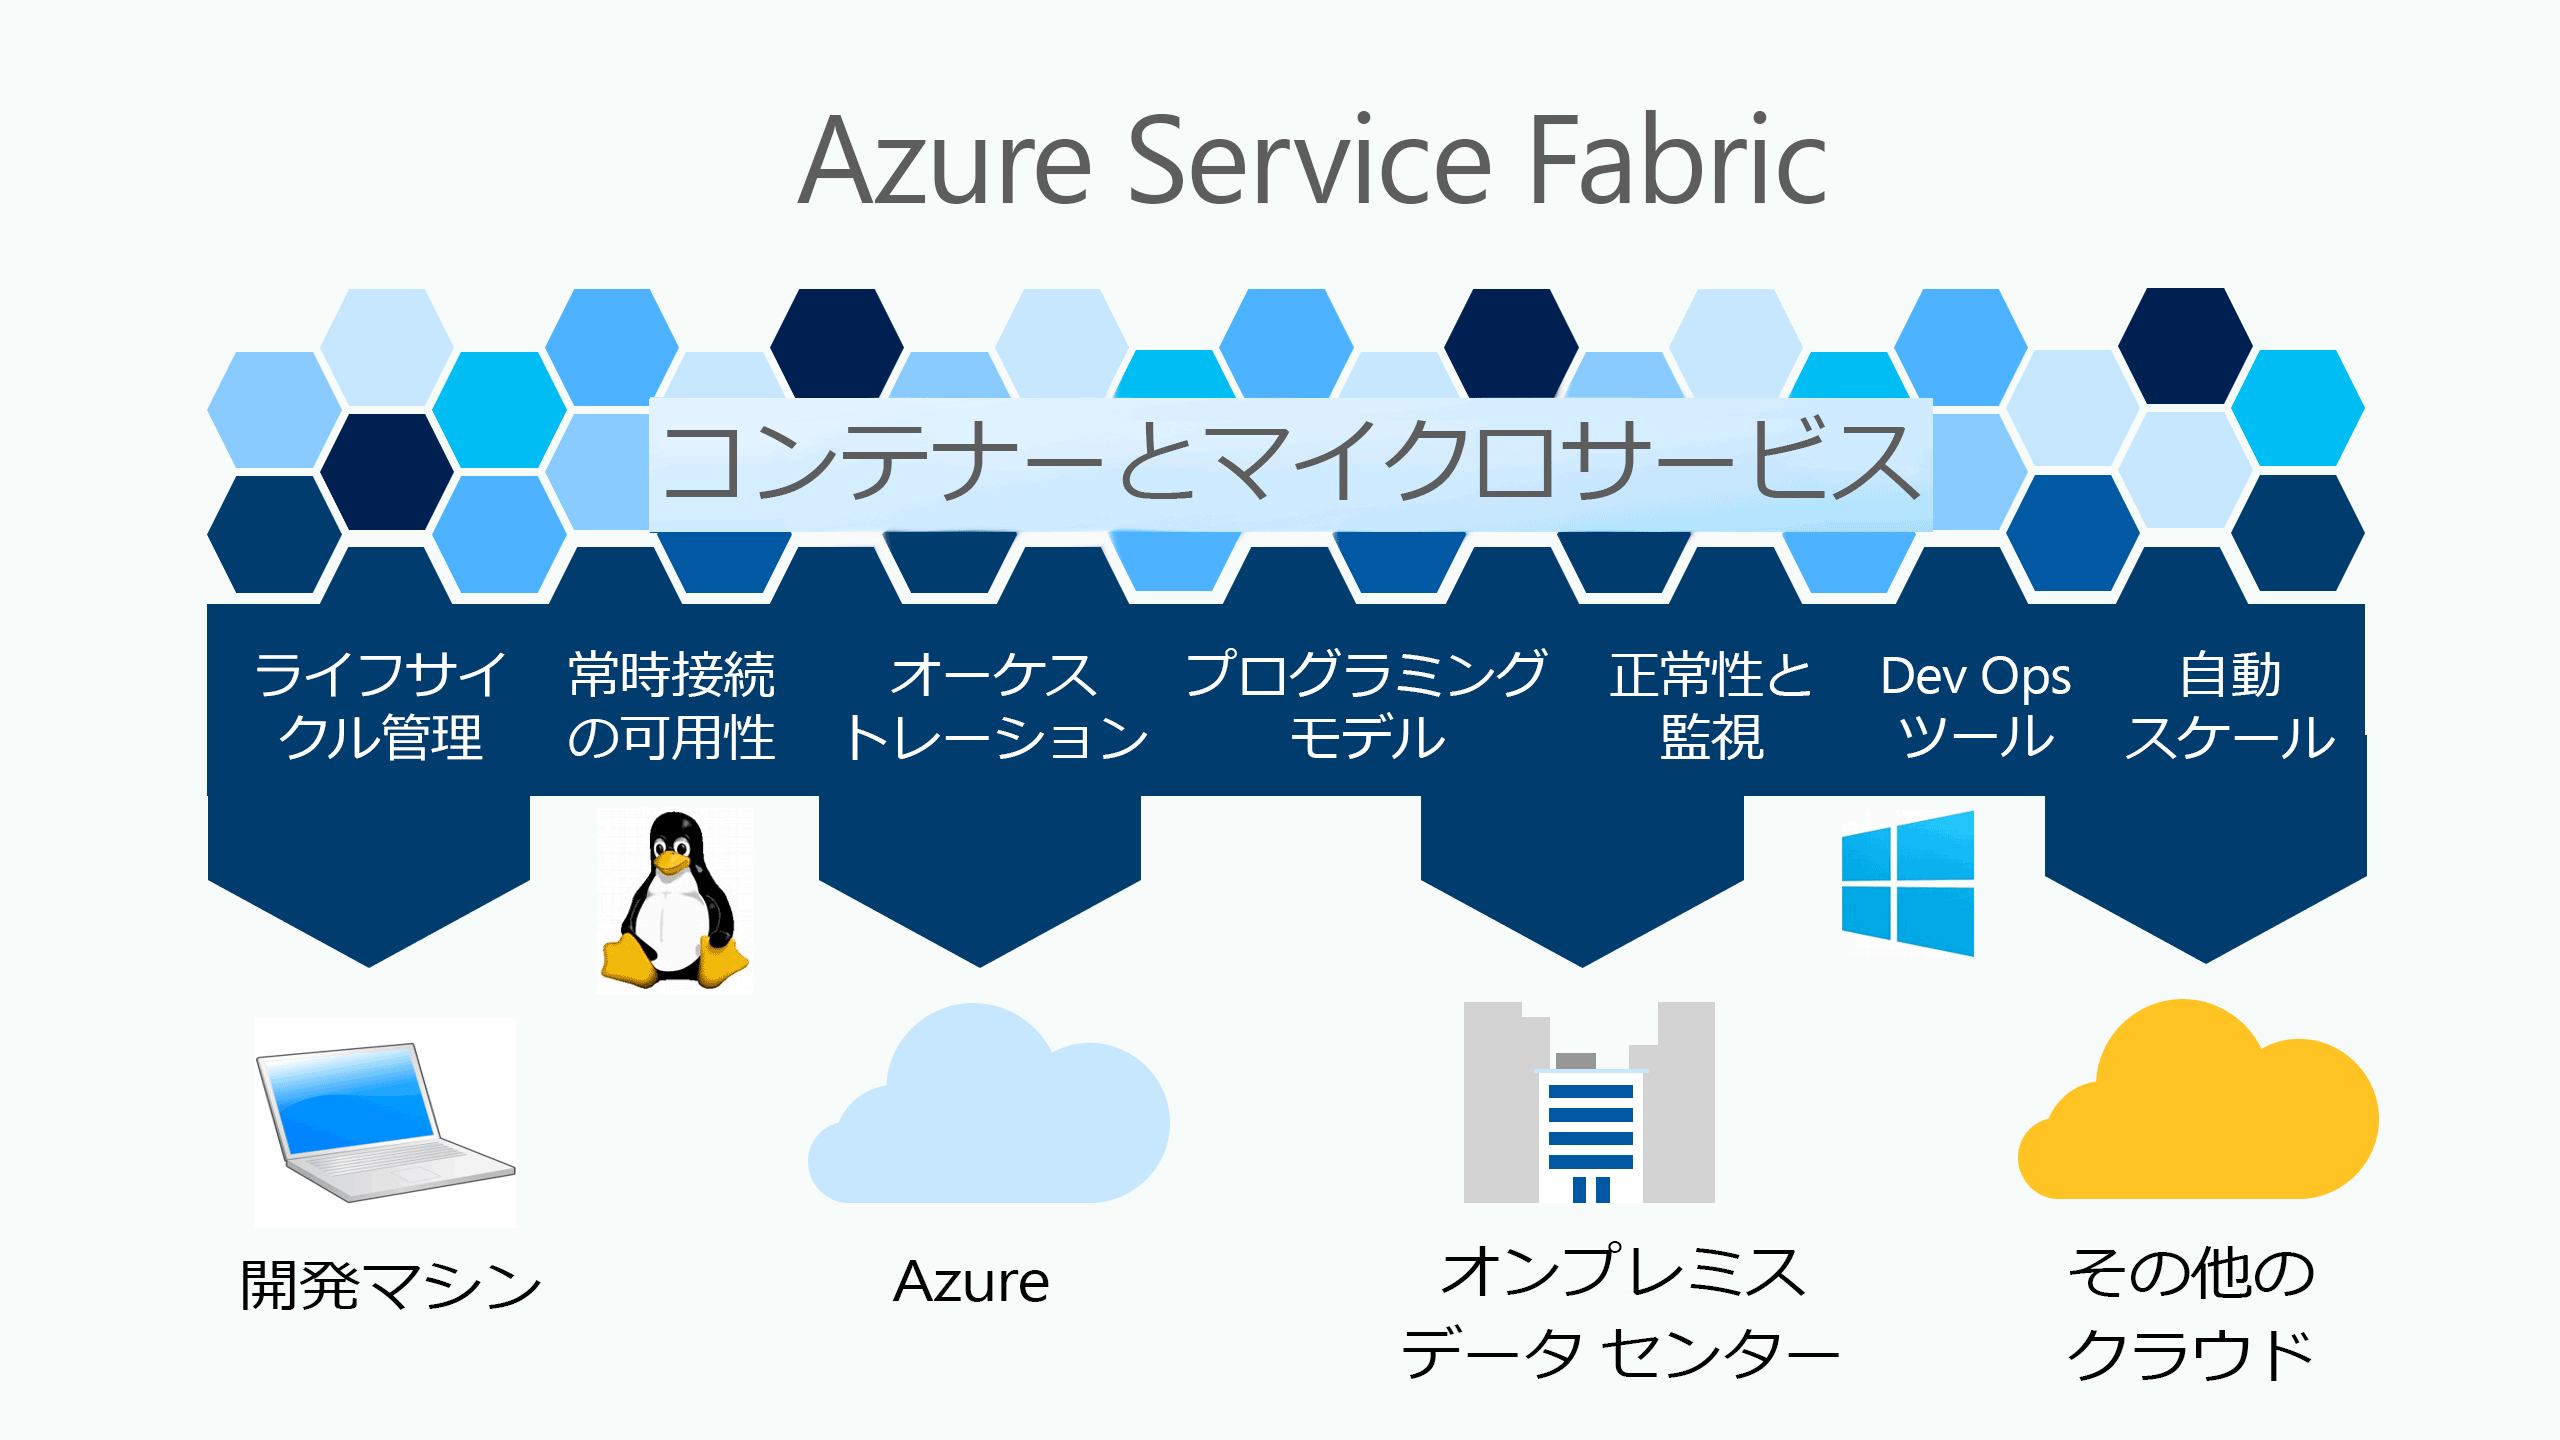 Azure Service Fabric
コンテナーとマイクロサービス
ライフサイ
クル管理
常時接続
の可用性
オーケス
トレーション
プログラミング
モデル
正常性と
監視
Dev Ops
ツール
自動
スケール
開発マシン
Azure
オンプレミス
データ センター
その他の
クラウド